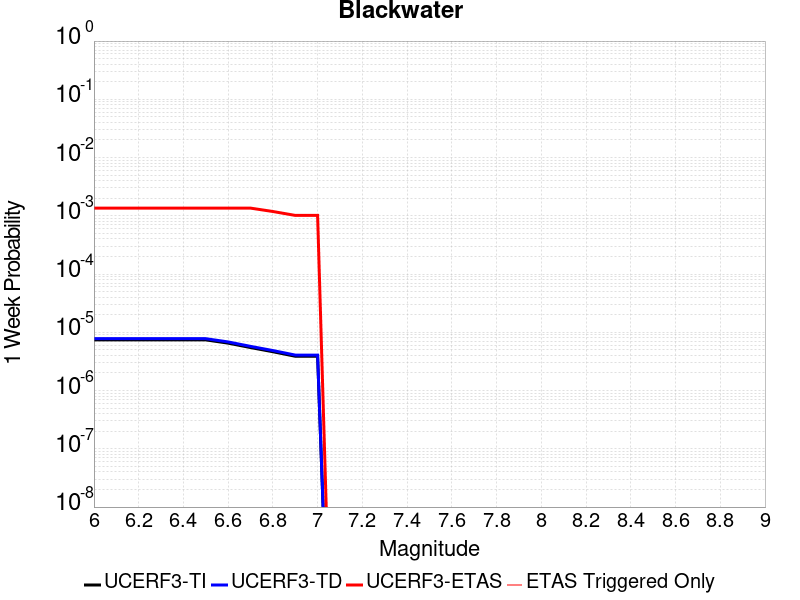 Blackwater
10^0
10^-1
10^-2
10^-3
10^-4
10^-5
10^-6
10^-7
10^-8
1 Week Probability
6 6.2 6.4 6.6 6.8 7 7.2 7.4 7.6 7.8 8 8.2 8.4 8.6 8.8 9
Magnitude
UCERF3-TI UCERF3-TD UCERF3-ETAS ETAS Triggered Only